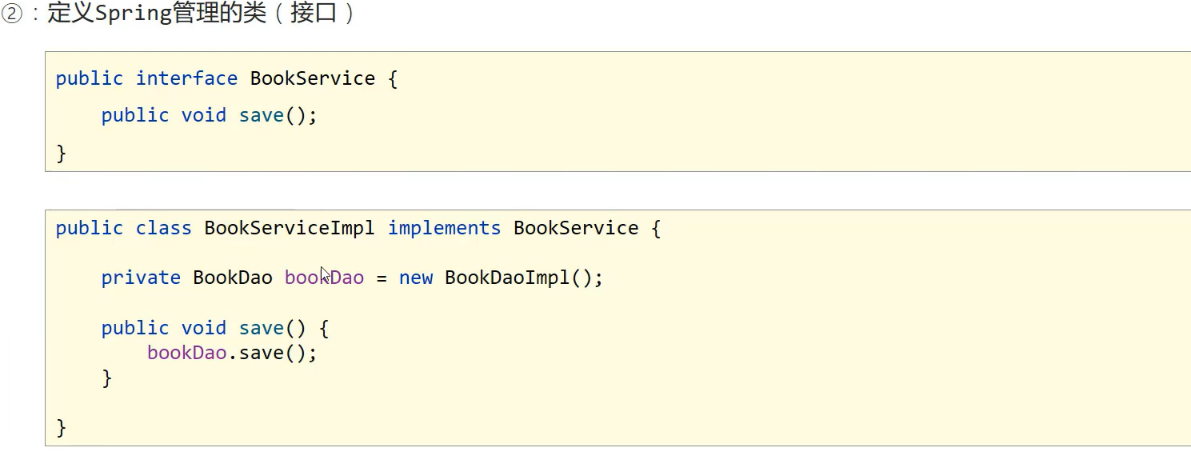 ②：定义Spring管理的类（接口）
public interface BookService {
public void save();
}
public class BookServiceImpl implements BookService {
private BookDao bookDao = new BookDaoImpl();
public void save() {
bookDao.save();
}
}